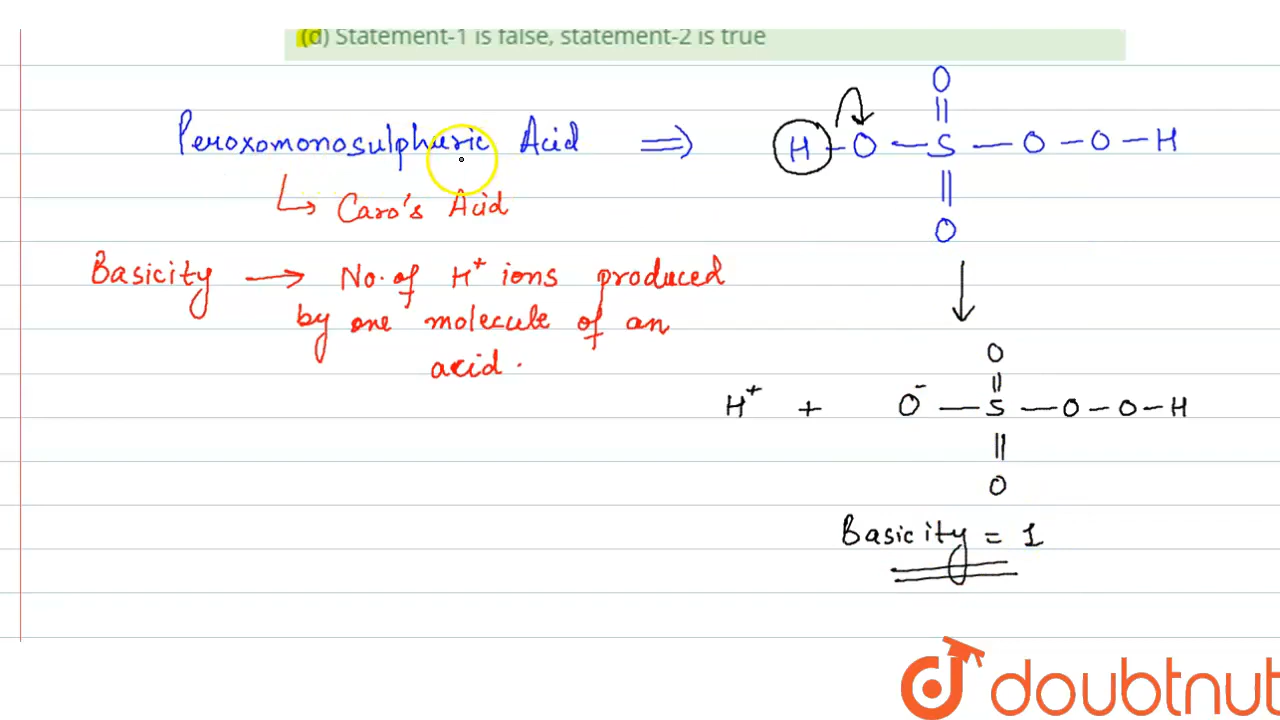 (d) Statement-1 is false, statement-2 is true
Peroxomonosulphuric Acid ⇒ H - O — S — O - O - H
O
||
||
O
↳ Caro's Acid
Basicity → No. of H⁺ ions produced
by one molecule of an
acid.
O
||
H⁺ + O⁻ — S — O - O - H
||
O
Basicity = 1
doubtnut